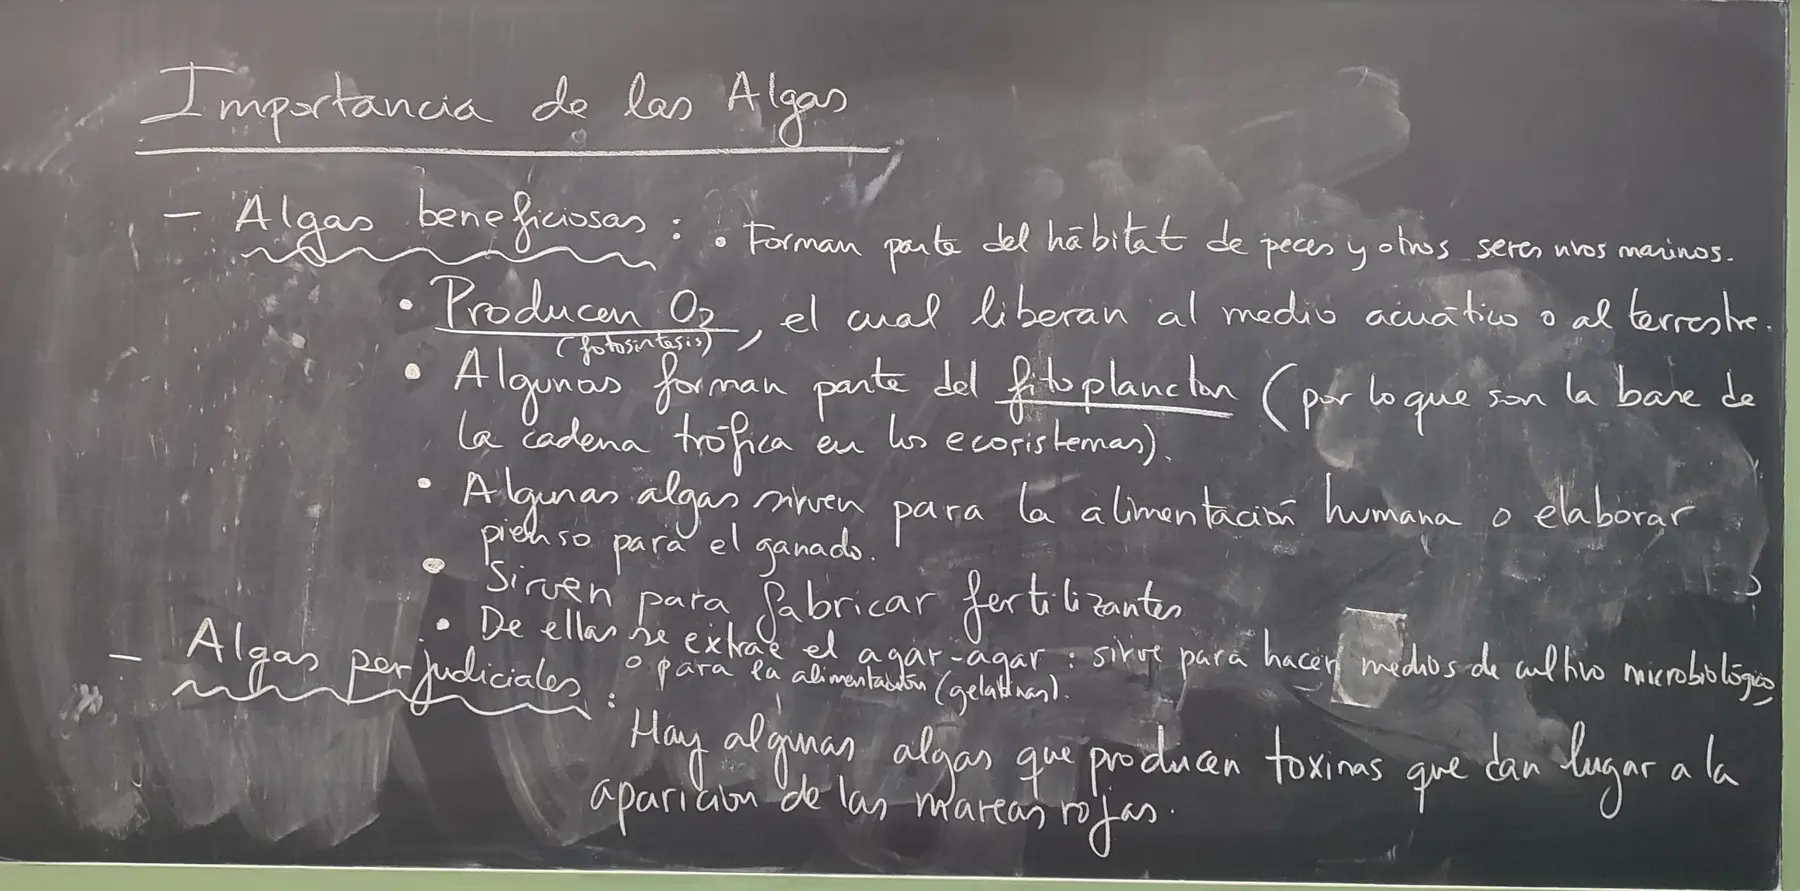 Importancia de las Algas
- Algas beneficiosas : • Forman parte del hábitat de peces y otros seres vivos marinos.
• Producen O2, el cual liberan al medio acuático o al terrestre.
(fotosíntesis)
• Algunas forman parte del fitoplancton (por lo que son la base de
la cadena trófica en los ecosistemas).
• Algunas algas sirven para la alimentación humana o elaborar
pienso para el ganado.
• Sirven para fabricar fertilizantes
• De ellas se extrae el agar-agar : sirve para hacer medios de cultivo microbiológico,
o para la alimentación (gelatinas).
- Algas perjudiciales :
Hay algunas algas que producen toxinas que dan lugar a la
aparición de las mareas rojas.